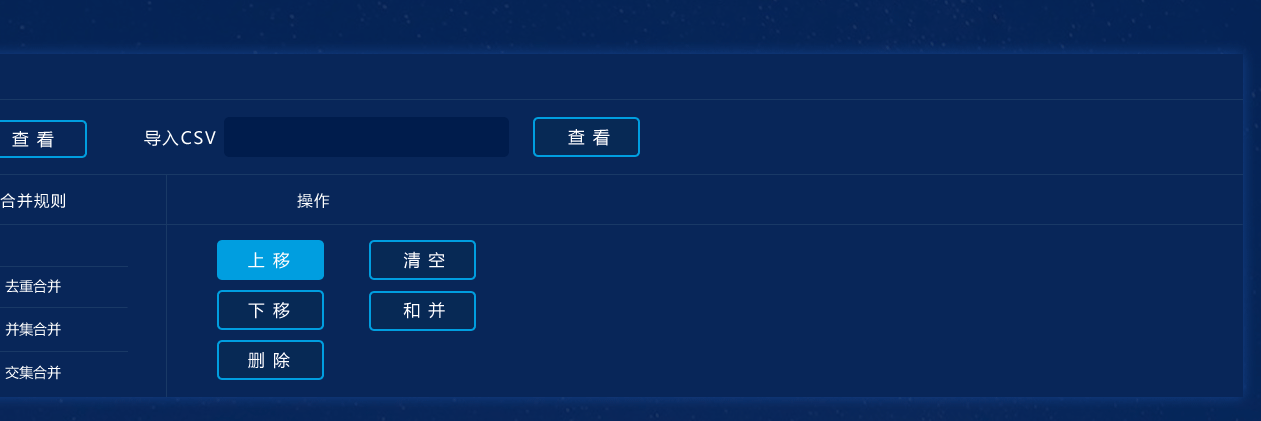 查看 导入CSV 查看
合并规则 操作
上移 清空
去重合并
下移 和并
并集合并
删除
交集合并